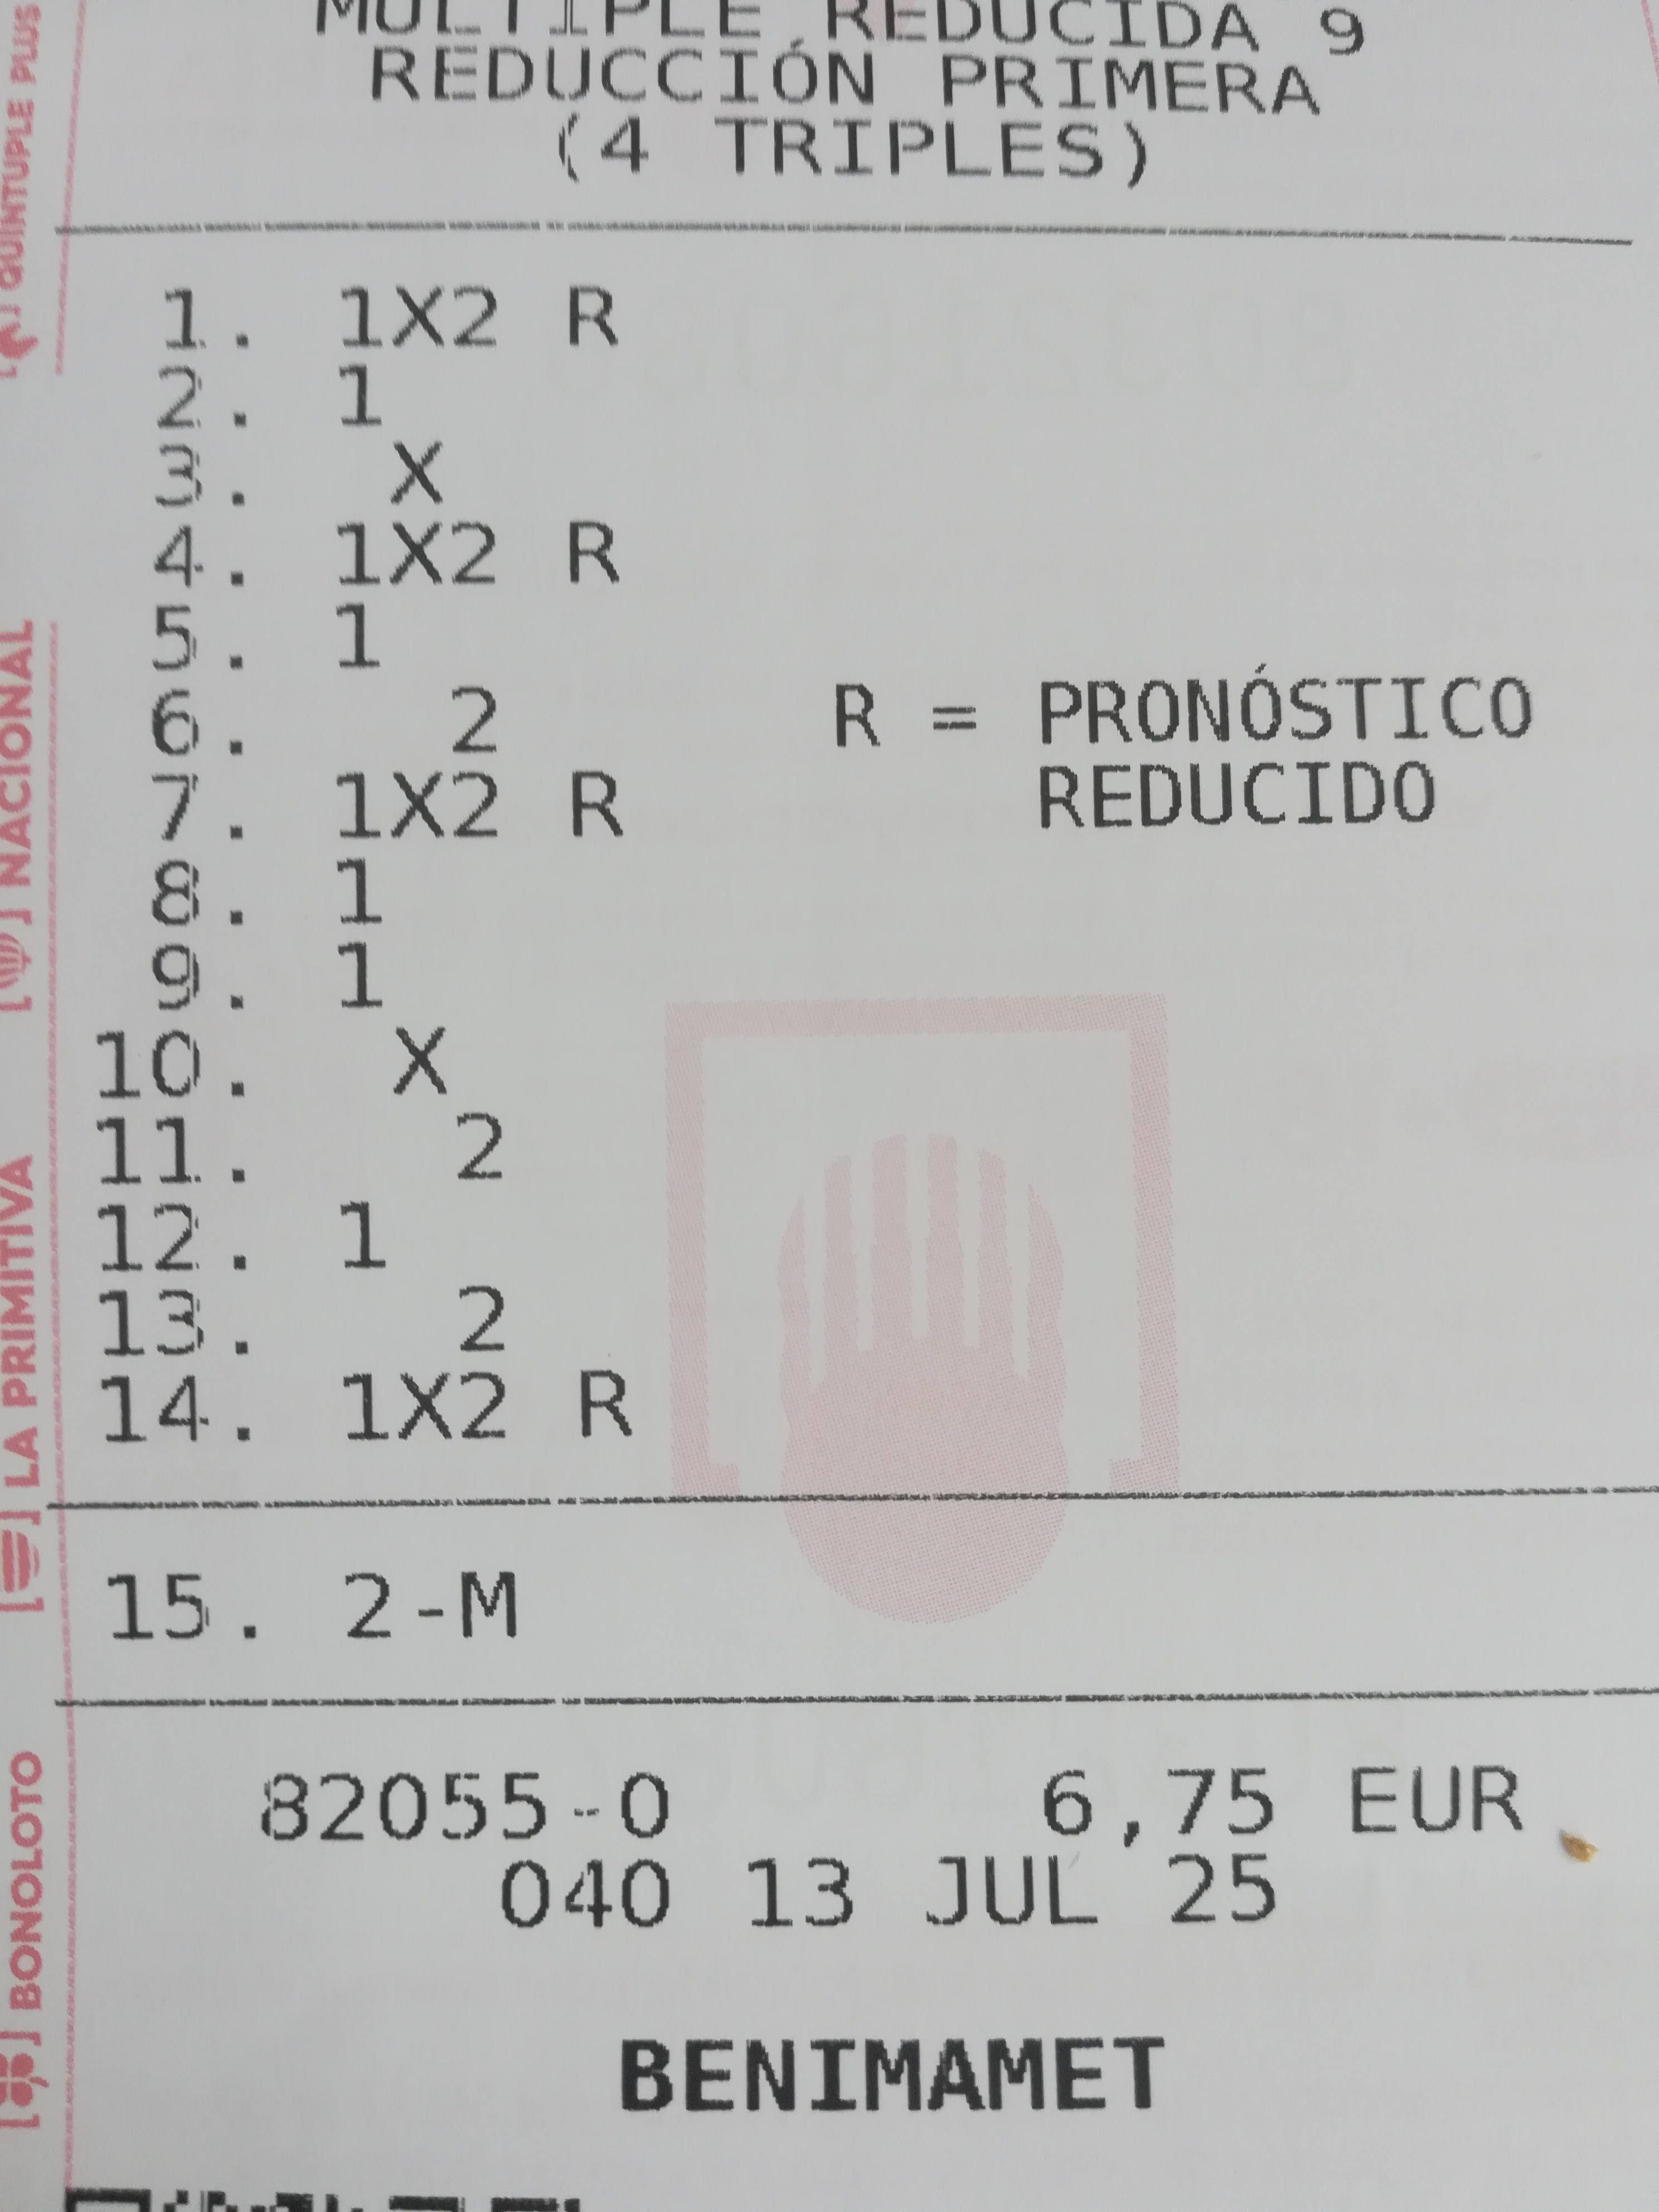 MÚLTIPLE REDUCIDA 9
REDUCCIÓN PRIMERA
(4 TRIPLES)
1. 1X2 R
2. 1
3. X
4. 1X2 R
5. 1
6. 2
R = PRONÓSTICO
REDUCIDO
7. 1X2 R
8. 1
9. 1
10. X
11. 2
12. 1
13. 2
14. 1X2 R
15. 2-M
82055-0 6,75 EUR
040 13 JUL 25
BENIMAMET
QUINTUPLE PLUS
NACIONAL
LA PRIMITIVA
BONOLOTO